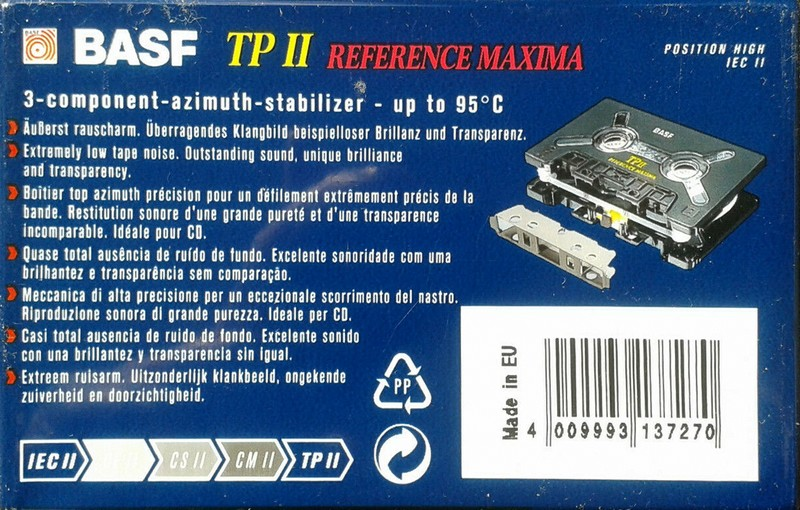 BASF TP II REFERENCE MAXIMA
POSITION HIGH
IEC II
3-component-azimuth-stabilizer - up to 95°C
Äußerst rauscharm. Überragendes Klangbild beispielloser Brillanz und Transparenz.
Extremely low tape noise. Outstanding sound, unique brilliance
and transparency.
Boîtier top azimuth précision pour un défilement extrêmement précis de la
bande. Restitution sonore d'une grande pureté et d'une transparence
incomparable. Idéale pour CD.
Quase total ausência de ruído de fundo. Excelente sonoridade com uma
brilhantez e transparência sem comparação.
Meccanica di alta precisione per un eccezionale scorrimento del nastro.
Riproduzione sonora di grande purezza. Ideale per CD.
Casi total ausencia de ruido de fondo. Excelente sonido
con una brillantez y transparencia sin igual.
Extreem ruisarm. Uitzonderlijk klankbeeld, ongekende
zuiverheid en doorzichtigheid.
BASF
TP II
REFERENCE MAXIMA
PP
Made in EU
4 009993 137270
IEC II CS II CM II TP II